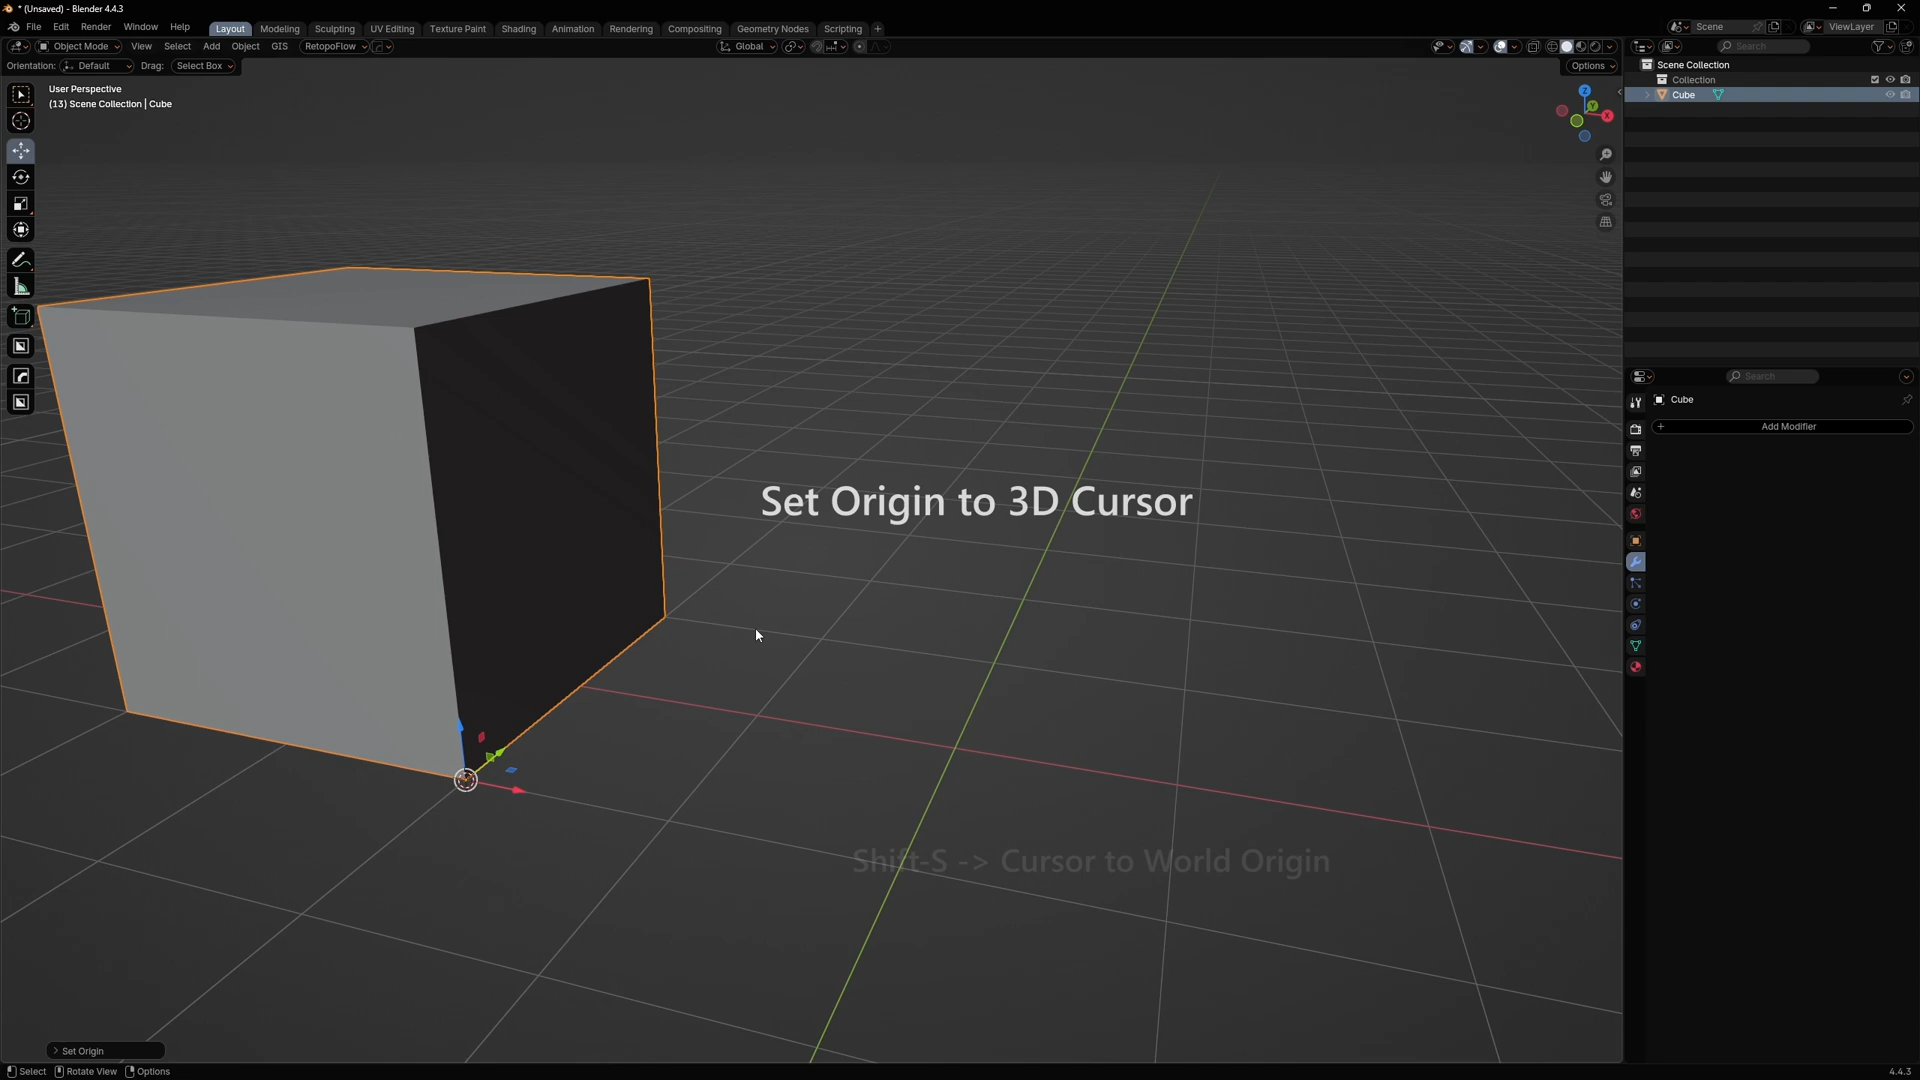 * (Unsaved) - Blender 4.4.3
File Edit Render Window Help Layout Modeling Sculpting UV Editing Texture Paint Shading Animation Rendering Compositing Geometry Nodes Scripting + Scene ViewLayer
Object Mode View Select Add Object GIS RetopoFlow Global Search
Orientation: Default Drag: Select Box Options Scene Collection
User Perspective
(13) Scene Collection | Cube
Collection
Cube
Z
Y
X
Search
Cube
+ Add Modifier
Set Origin to 3D Cursor
Shift-S -> Cursor to World Origin
> Set Origin
Select Rotate View Options 4.4.3